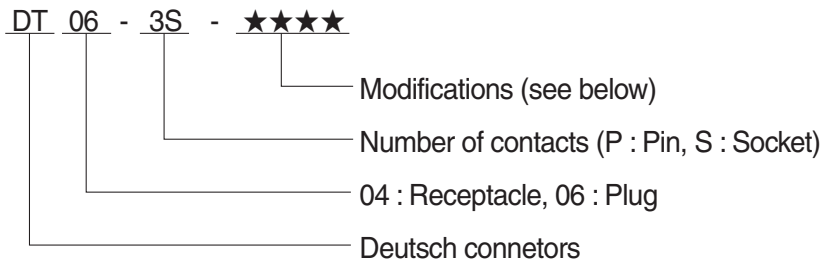 DT 06 - 3S - ★★★★
Modifications (see below)
Number of contacts (P : Pin, S : Socket)
04 : Receptacle, 06 : Plug
Deutsch connetors